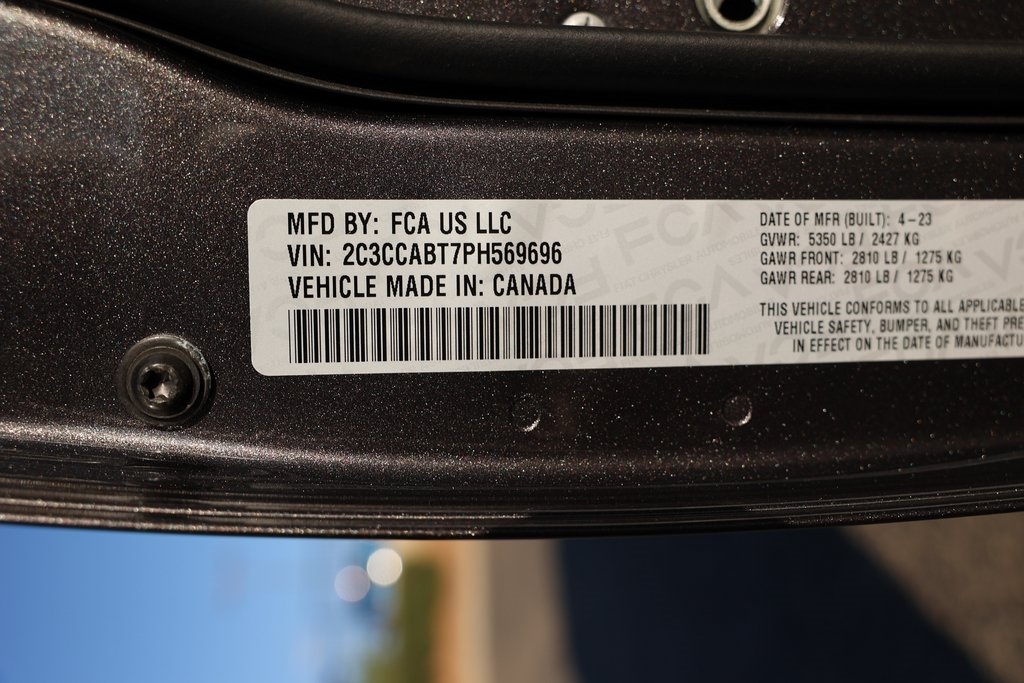 MFD BY: FCA US LLC
VIN: 2C3CCABT7PH569696
VEHICLE MADE IN: CANADA
DATE OF MFR (BUILT): 4-23
GVWR: 5350 LB / 2427 KG
GAWR FRONT: 2810 LB / 1275 KG
GAWR REAR: 2810 LB / 1275 KG
THIS VEHICLE CONFORMS TO ALL APPLICABLE
VEHICLE SAFETY, BUMPER, AND THEFT PRE
IN EFFECT ON THE DATE OF MANUFACTU